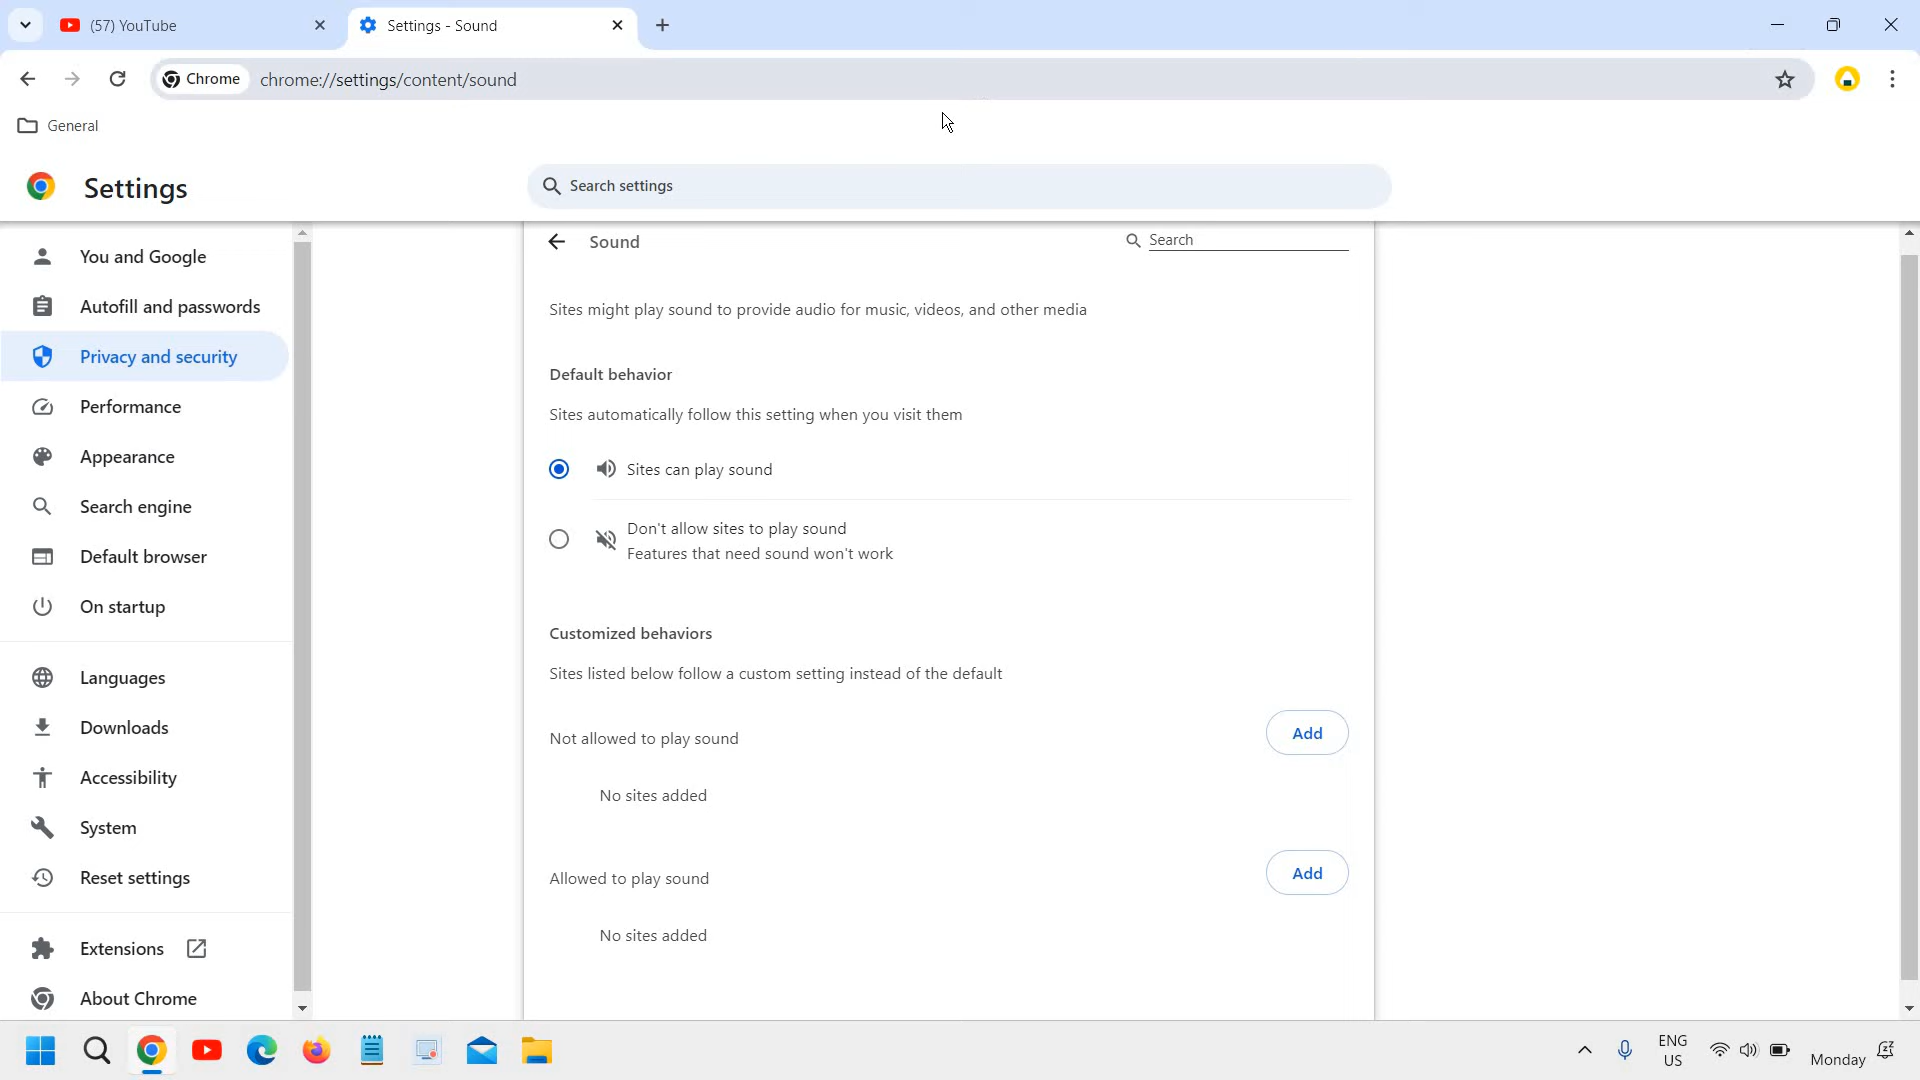 (57) YouTube
Settings - Sound
Chrome
chrome://settings/content/sound
General
Settings
Search settings
You and Google
Autofill and passwords
Privacy and security
Performance
Appearance
Search engine
Default browser
On startup
Languages
Downloads
Accessibility
System
Reset settings
Extensions
About Chrome
Sound
Search
Sites might play sound to provide audio for music, videos, and other media
Default behavior
Sites automatically follow this setting when you visit them
Sites can play sound
Don't allow sites to play sound
Features that need sound won't work
Customized behaviors
Sites listed below follow a custom setting instead of the default
Not allowed to play sound
Add
No sites added
Allowed to play sound
Add
No sites added
ENG
US
Monday